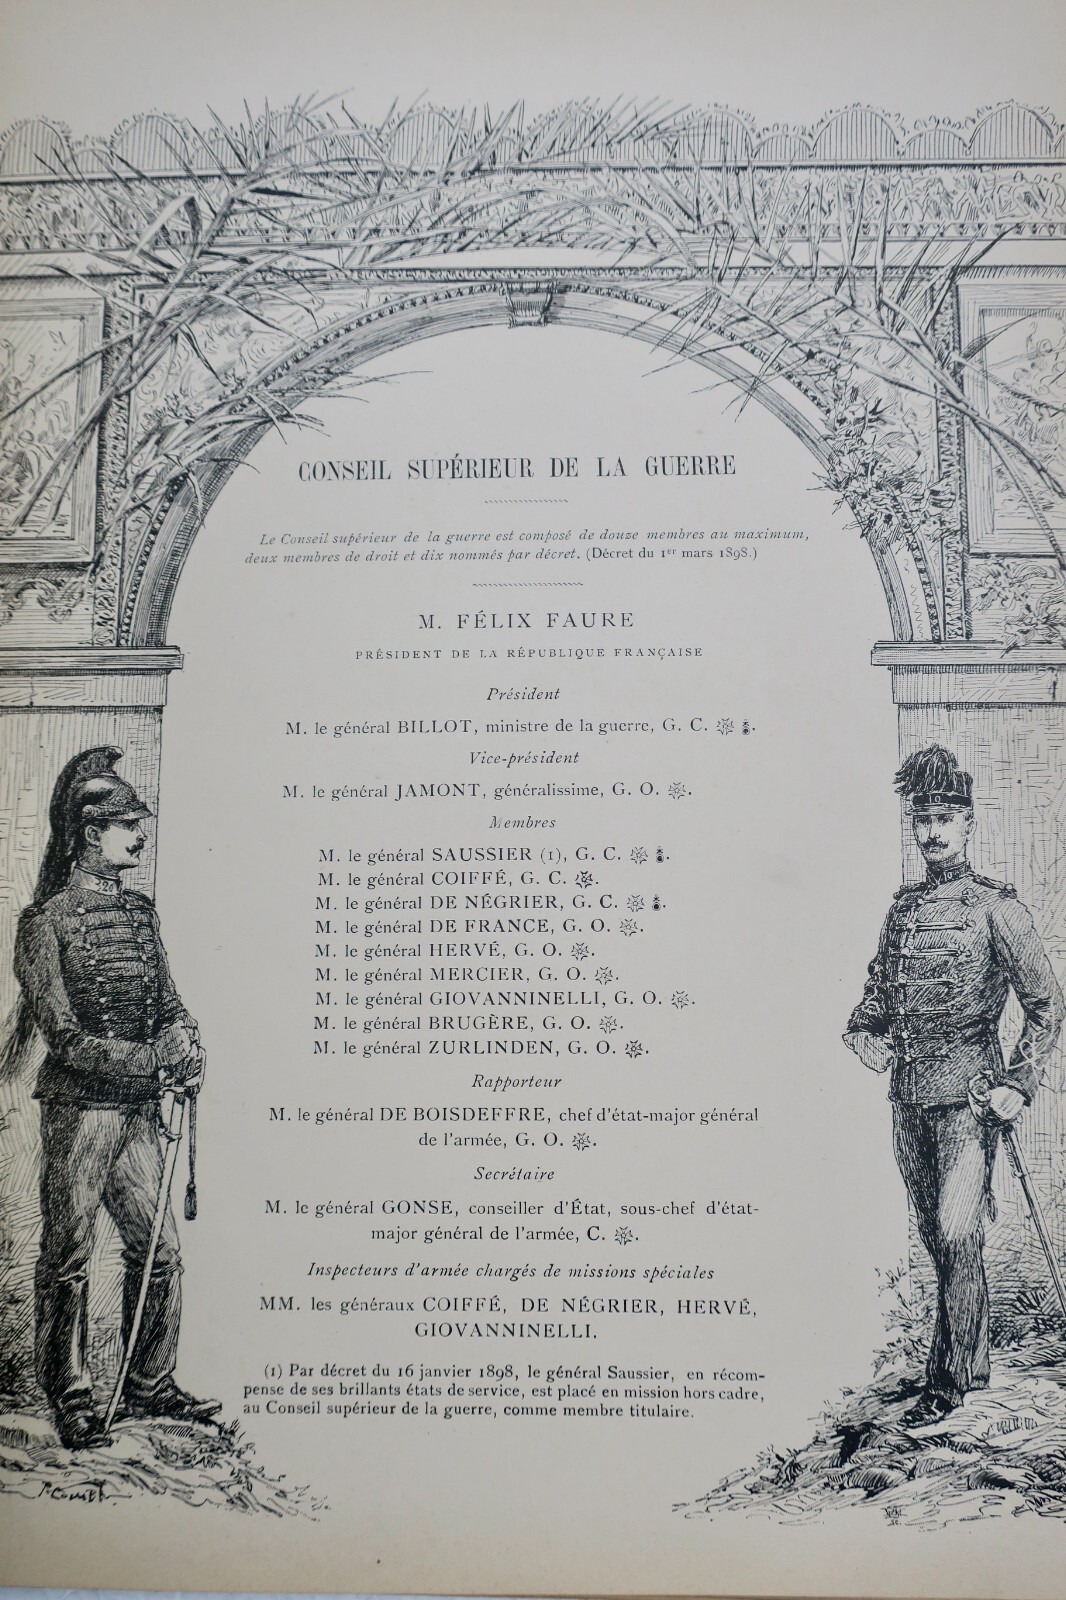 CONSEIL SUPÉRIEUR DE LA GUERRE
Le Conseil supérieur de la guerre est composé de douze membres au maximum,
deux membres de droit et dix nommés par décret. (Décret du 1er mars 1898.)
M. FÉLIX FAURE
PRÉSIDENT DE LA RÉPUBLIQUE FRANÇAISE
Président
M. le général BILLOT, ministre de la guerre, G. C.
Vice-président
M. le général JAMONT, généralissime, G. O.
Membres
M. le général SAUSSIER (1), G. C.
M. le général COIFFÉ, G. C.
M. le général DE NÉGRIER, G. C.
M. le général DE FRANCE, G. O.
M. le général HERVÉ, G. O.
M. le général MERCIER, G. O.
M. le général GIOVANNINELLI, G. O.
M. le général BRUGÈRE, G. O.
M. le général ZURLINDEN, G. O.
Rapporteur
M. le général DE BOISDEFFRE, chef d'état-major général
de l'armée, G. O.
Secrétaire
M. le général GONSE, conseiller d'État, sous-chef d'état-
major général de l'armée, C.
Inspecteurs d'armée chargés de missions spéciales
MM. les généraux COIFFÉ, DE NÉGRIER, HERVÉ,
GIOVANNINELLI.
(1) Par décret du 16 janvier 1898, le général Saussier, en récom-
pense de ses brillants états de service, est placé en mission hors cadre,
au Conseil supérieur de la guerre, comme membre titulaire.